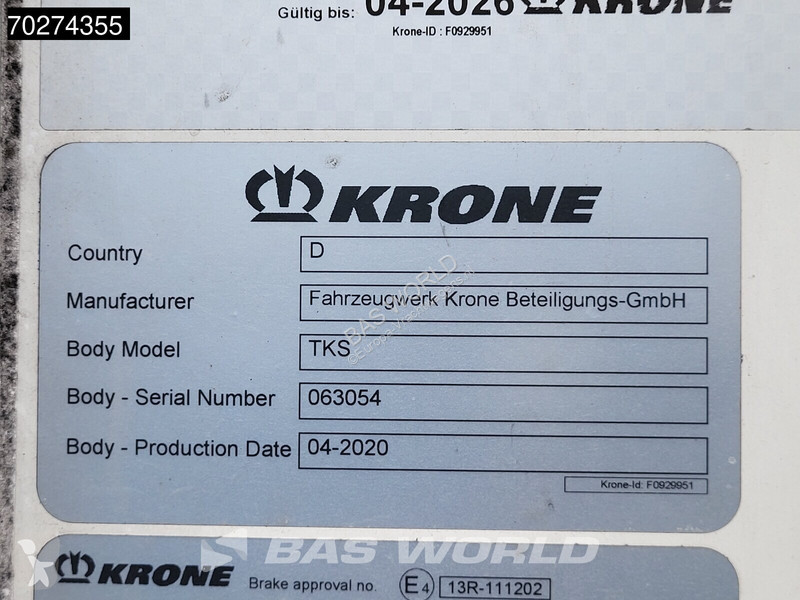 70274355
Gültig bis: 04-2026 KRONE
Krone-ID : F0929951
KRONE
Country D
Manufacturer Fahrzeugwerk Krone Beteiligungs-GmbH
Body Model TKS
Body - Serial Number 063054
Body - Production Date 04-2020
Krone-Id: F0929951
BAS WORLD
BAS WORLD
KRONE Brake approval no. E4 13R-111202